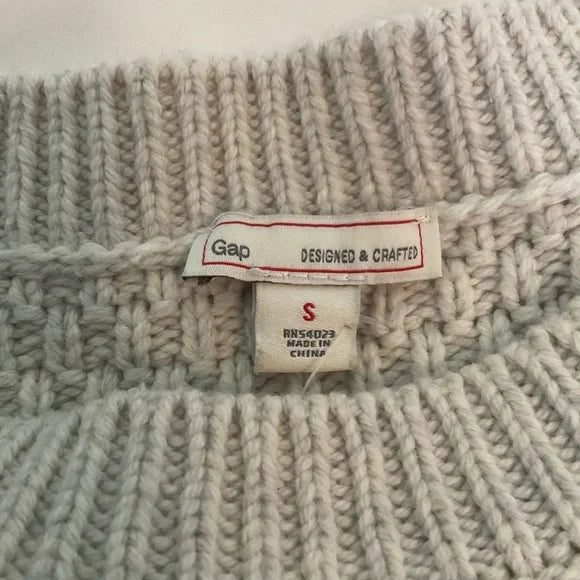 Gap DESIGNED & CRAFTED
S
RN54023
MADE IN
CHINA